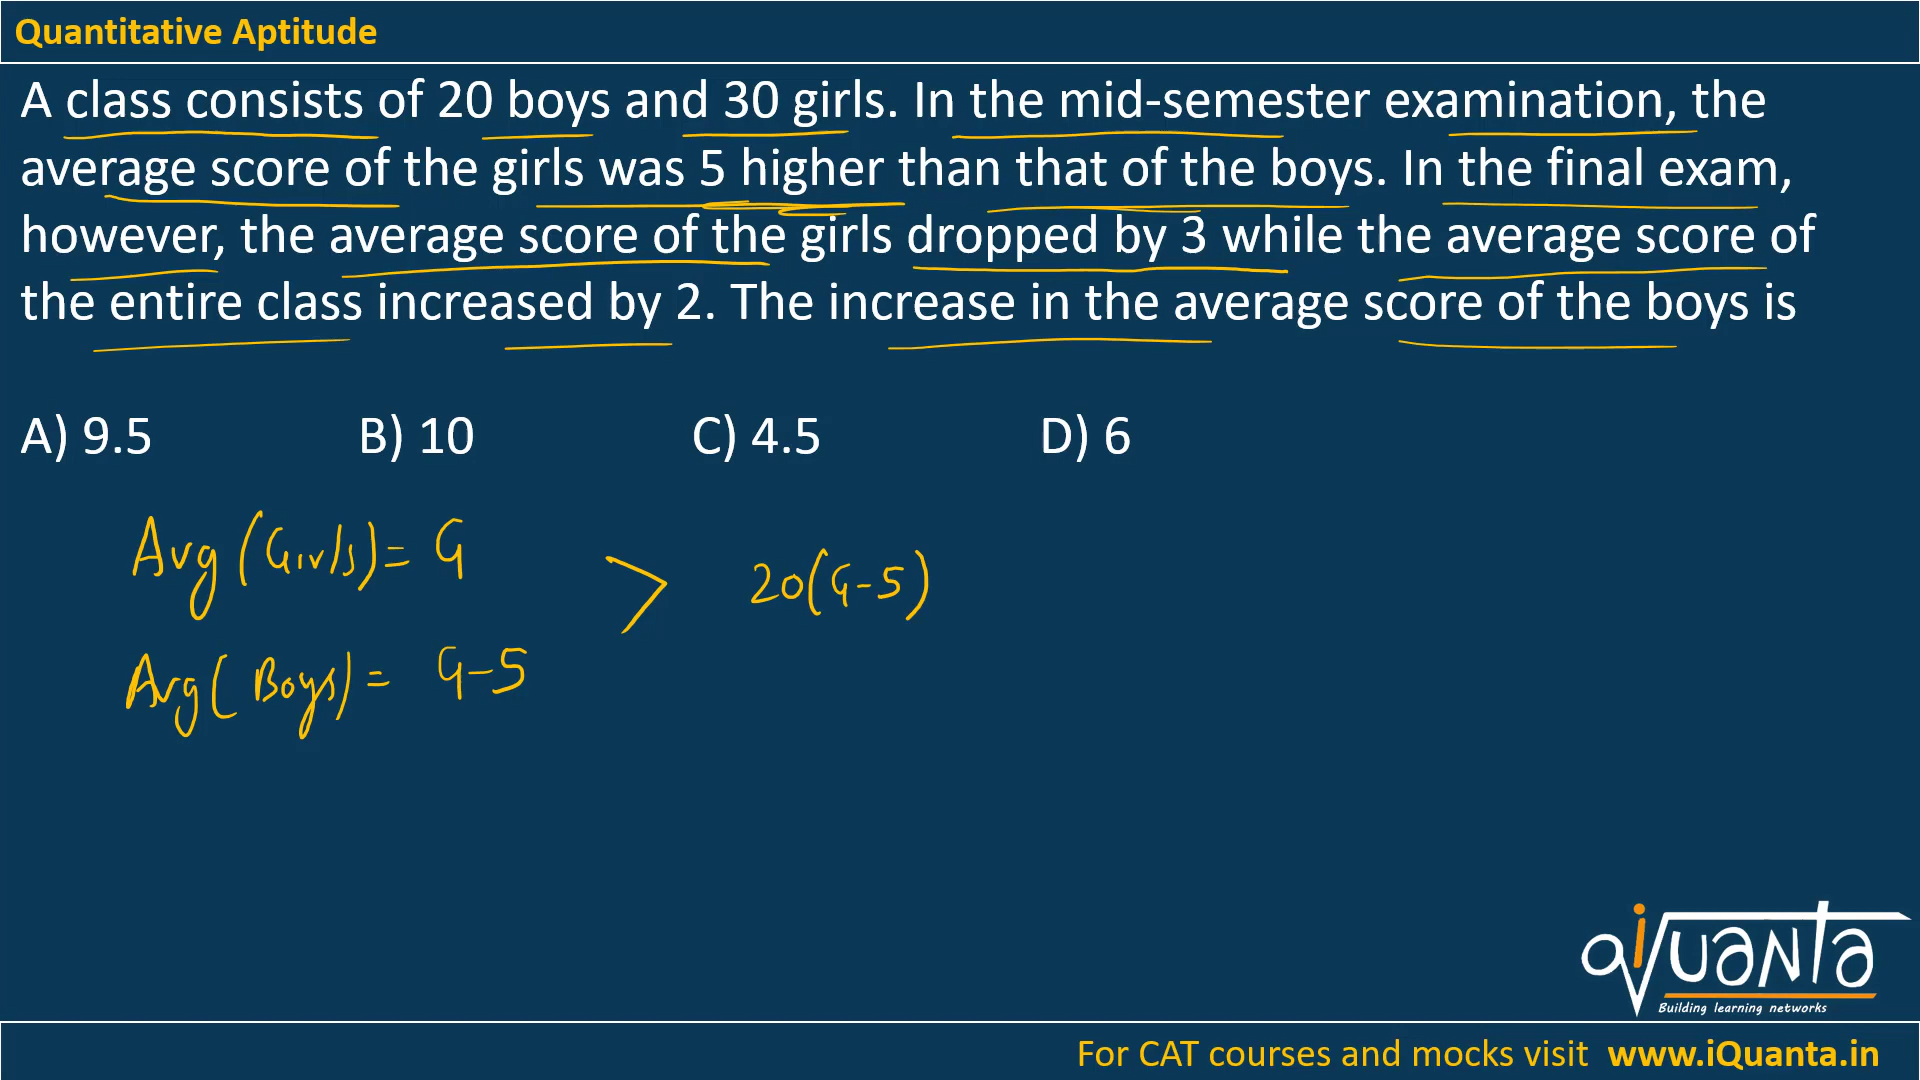 Quantitative Aptitude
A class consists of 20 boys and 30 girls. In the mid-semester examination, the
average score of the girls was 5 higher than that of the boys. In the final exam,
however, the average score of the girls dropped by 3 while the average score of
the entire class increased by 2. The increase in the average score of the boys is
A) 9.5 B) 10 C) 4.5 D) 6
Avg (Girls) = G
20(G-5)
Avg (Boys) = G-5
iQuanta
Building learning networks
For CAT courses and mocks visit www.iQuanta.in